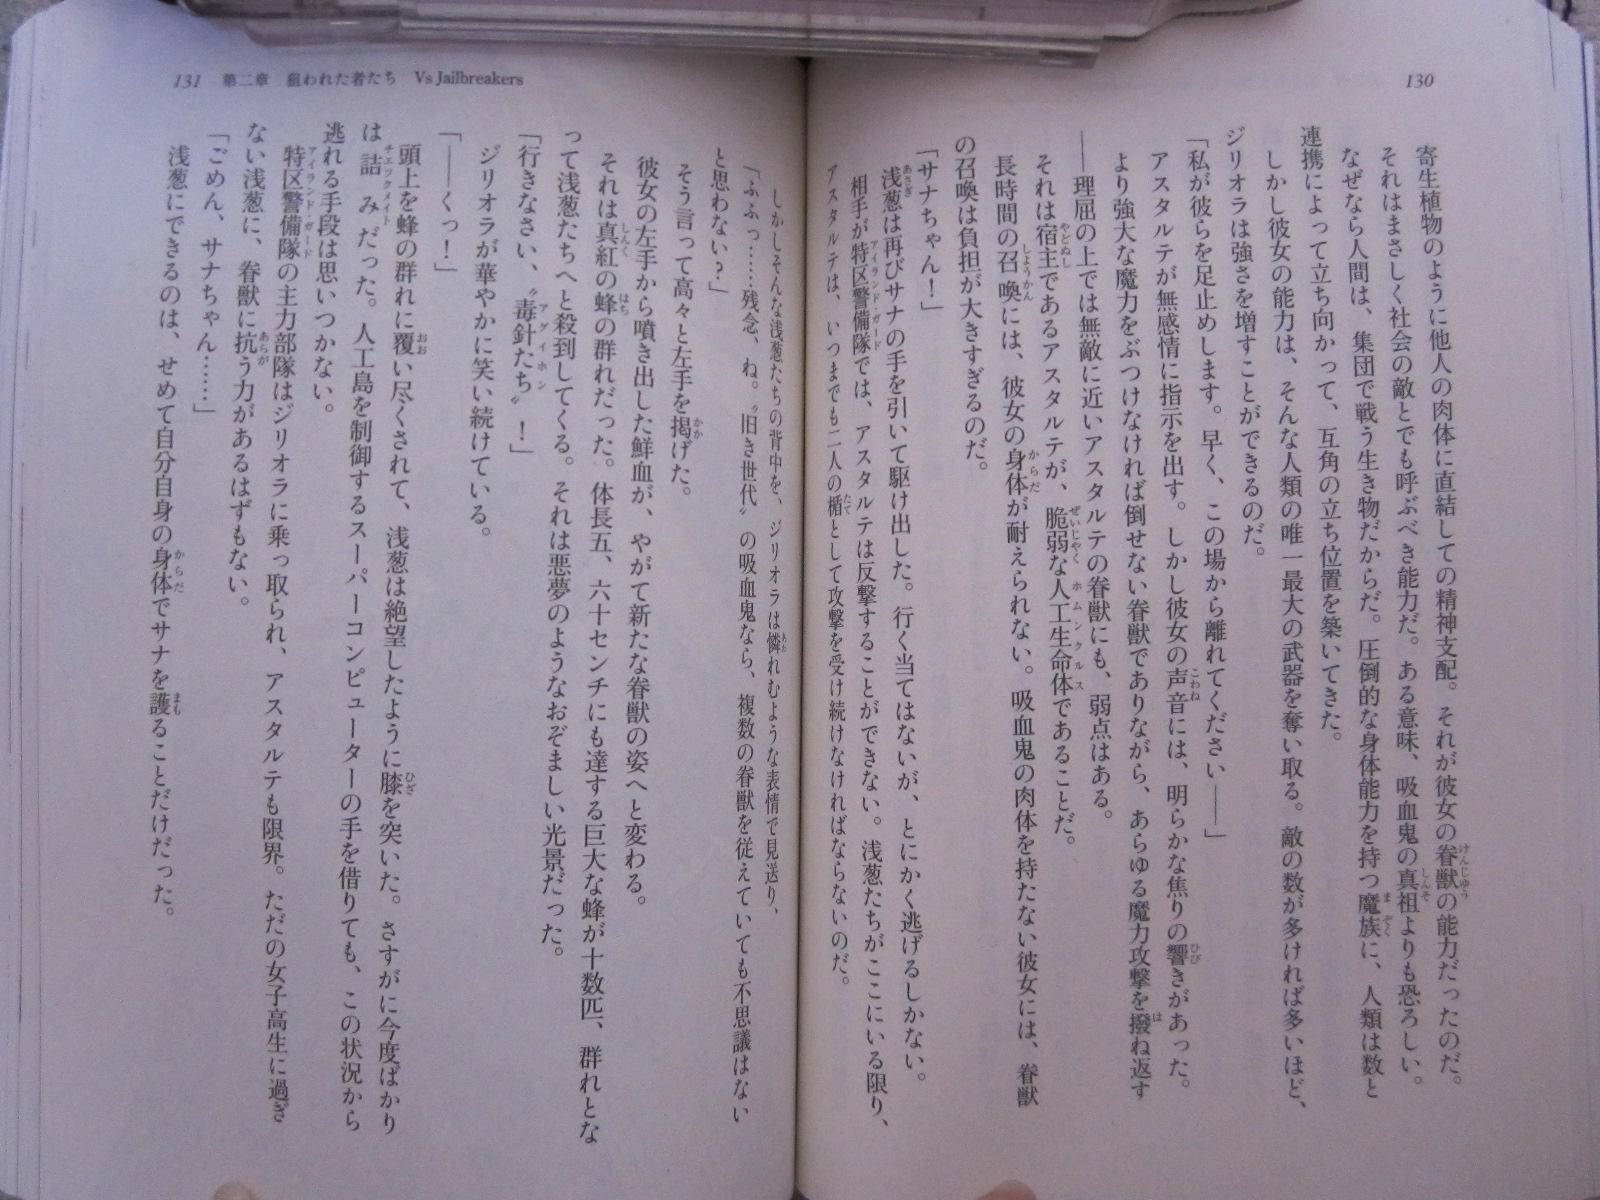 130
寄生植物のように他人の肉体に直結しての精神支配。それが彼女の眷獣の能力だったのだ。
それはまさしく社会の敵とでも呼ぶべき能力だ。ある意味、吸血鬼の真祖よりも恐ろしい。
なぜなら人間は、集団で戦う生き物だからだ。圧倒的な身体能力を持つ魔族に、人類は数と
連携によって立ち向かって、互角の立ち位置を築いてきた。
しかし彼女の能力は、そんな人類の唯一最大の武器を奪い取る。敵の数が多ければ多いほど、
ジリオラは強さを増すことができるのだ。
「私が彼らを足止めします。早く、この場から離れてください――」
アスタルテが無感情に指示を出す。しかし彼女の声音には、明らかな焦りの響きがあった。
より強大な魔力をぶつけなければ倒せない眷獣でありながら、あらゆる魔力攻撃を撥ね返す
――理屈の上では無敵に近いアスタルテの眷獣にも、弱点はある。
それは宿主であるアスタルテが、脆弱な人工生命体であることだ。
長時間の召喚には、彼女の身体が耐えられない。吸血鬼の肉体を持たない彼女には、眷獣
の召喚は負担が大きすぎるのだ。
「サナちゃん！」
浅葱は再びサナの手を引いて駆け出した。行く当てはないが、とにかく逃げるしかない。
相手が特区警備隊では、アスタルテは反撃することができない。浅葱たちがここにいる限り、
アスタルテは、いつまでも二人の楯として攻撃を受け続けなければならないのだ。
131 第二章 狙われた者たち Vs Jailbreakers
しかしそんな浅葱たちの背中を、ジリオラは憐れむような表情で見送り、
「ふふっ……残念、ね。〝旧き世代〟の吸血鬼なら、複数の眷獣を従えていても不思議はない
と思わない？」
そう言って高々と左手を掲げた。
彼女の左手から噴き出した鮮血が、やがて新たな眷獣の姿へと変わる。
それは真紅の蜂の群れだった。体長五、六十センチにも達する巨大な蜂が十数匹、群れとな
って浅葱たちへと殺到してくる。それは悪夢のようなおぞましい光景だった。
「行きなさい、〝毒針たち〟！」
ジリオラが華やかに笑い続けている。
「――くっ！」
頭上を蜂の群れに覆い尽くされて、浅葱は絶望したように膝を突いた。さすがに今度ばかり
は詰みだった。人工島を制御するスーパーコンピューターの手を借りても、この状況から
逃れる手段は思いつかない。
特区警備隊の主力部隊はジリオラに乗っ取られ、アスタルテも限界。ただの女子高生に過ぎ
ない浅葱に、眷獣に抗う力があるはずもない。
「ごめん、サナちゃん……」
浅葱にできるのは、せめて自分自身の身体でサナを護ることだけだった。